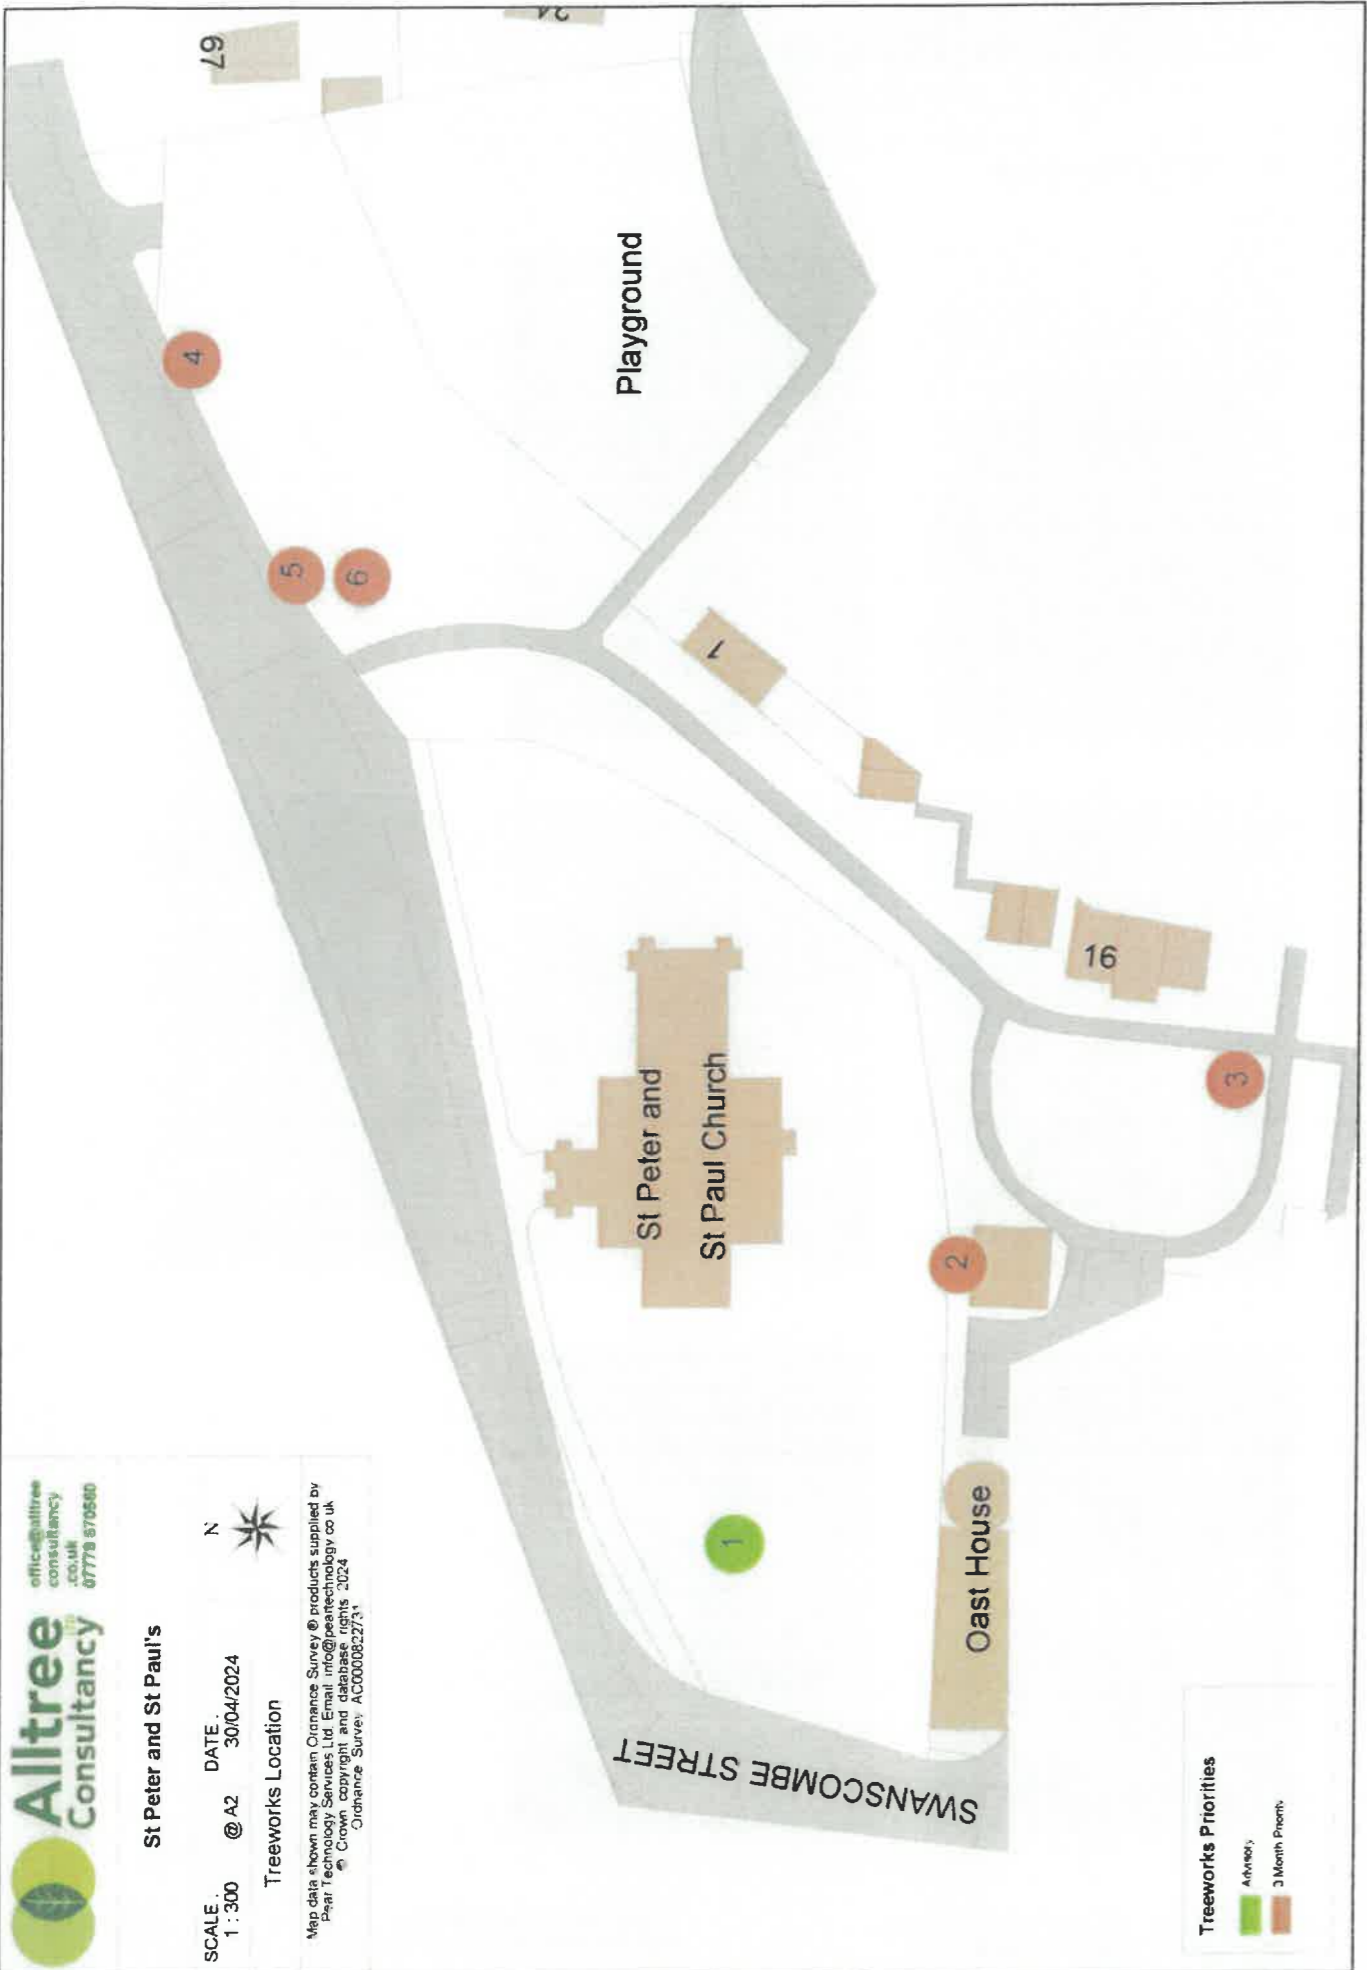 Alltree
Consultancy
LTD
office@alltree
consultancy
.co.uk
07778 870560
St Peter and St Paul's
SCALE :
1 : 300
@ A2
DATE :
30/04/2024
N
Treeworks Location
Map data shown may contain Ordnance Survey ® products supplied by
Pear Technology Services Ltd. Email info@peartechnology.co.uk
© Crown copyright and database rights 2024
Ordnance Survey AC0000822731
67
4
5
6
Playground
1
St Peter and
St Paul Church
16
3
2
1
Oast House
SWANSCOMBE STREET
Treeworks Priorities
Advisory
3 Month Priority